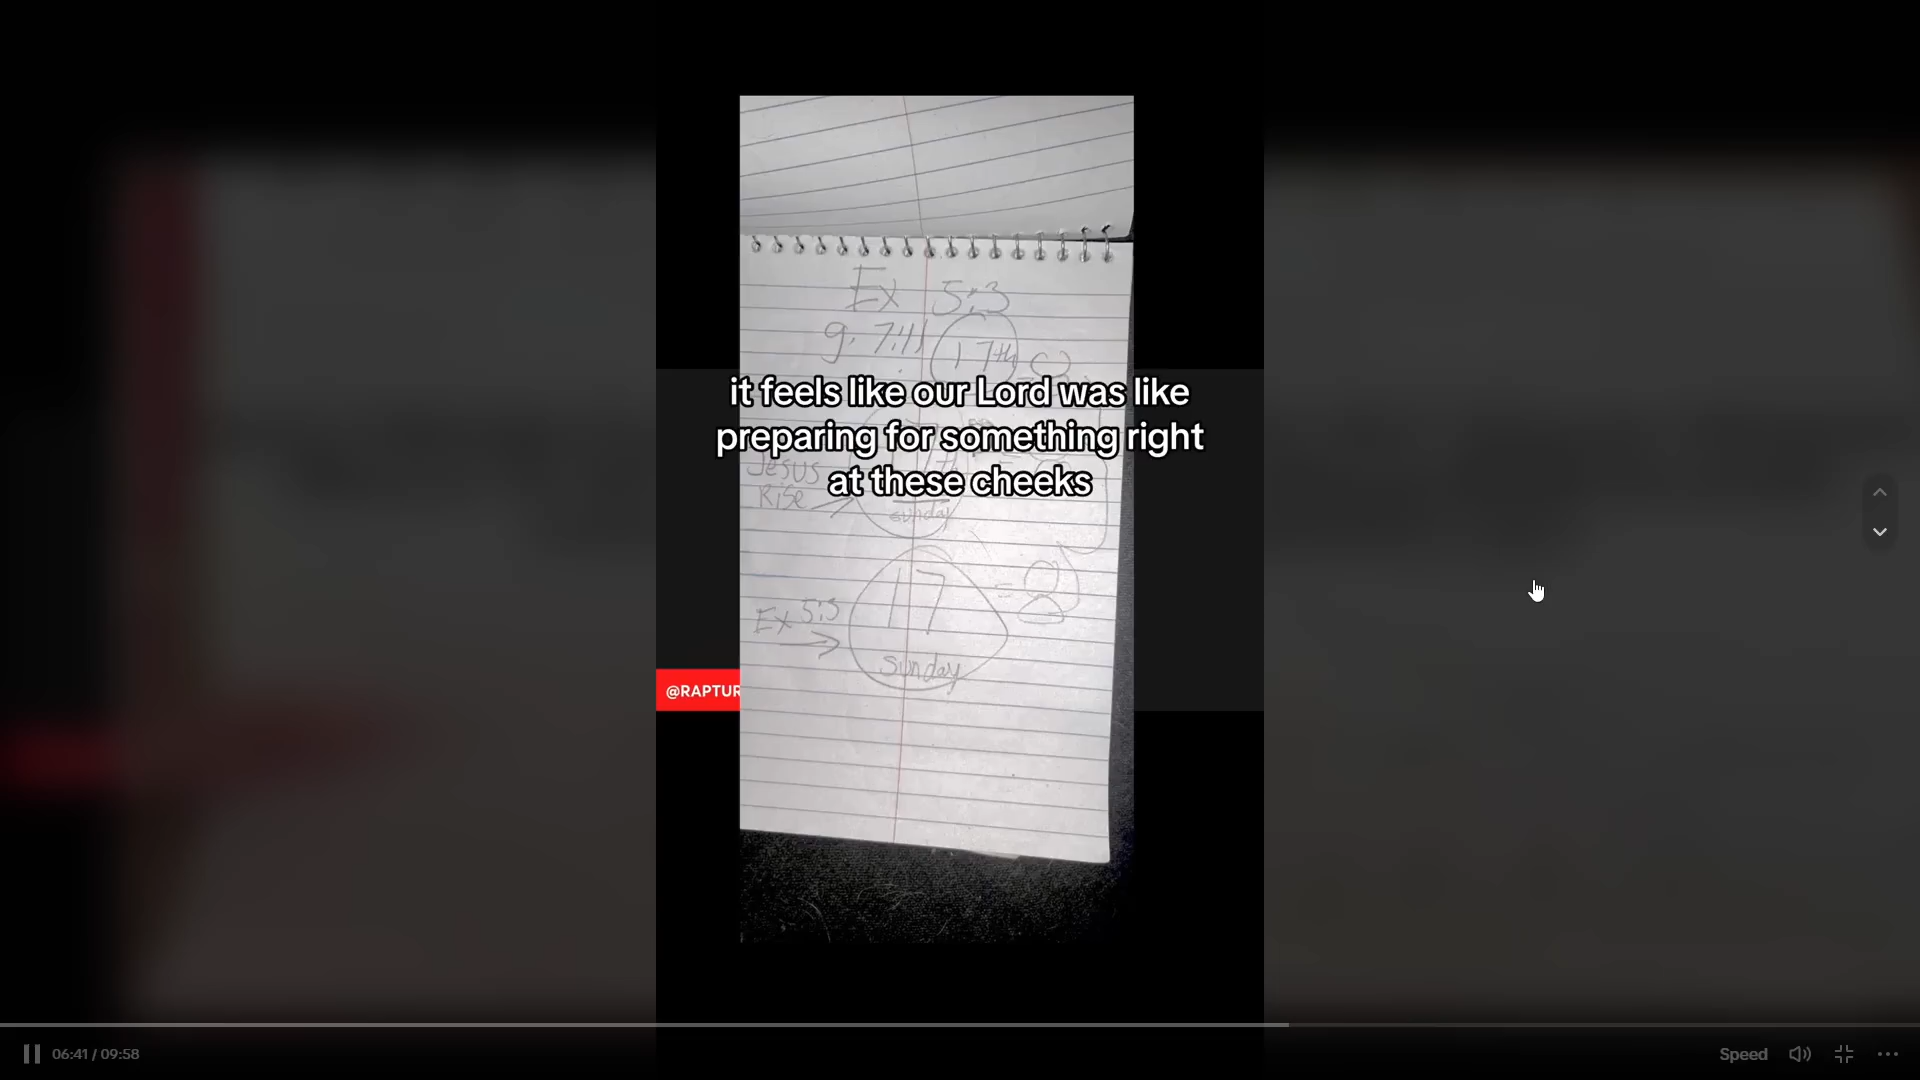 Ex 5:3
g. 7:11 17th
it feels like our Lord was like
preparing for something right
at these cheeks
Jesus
Rise
sunday
Ex 5:3
17 = 8
sunday
@RAPTUR
06:41 / 09:58
Speed